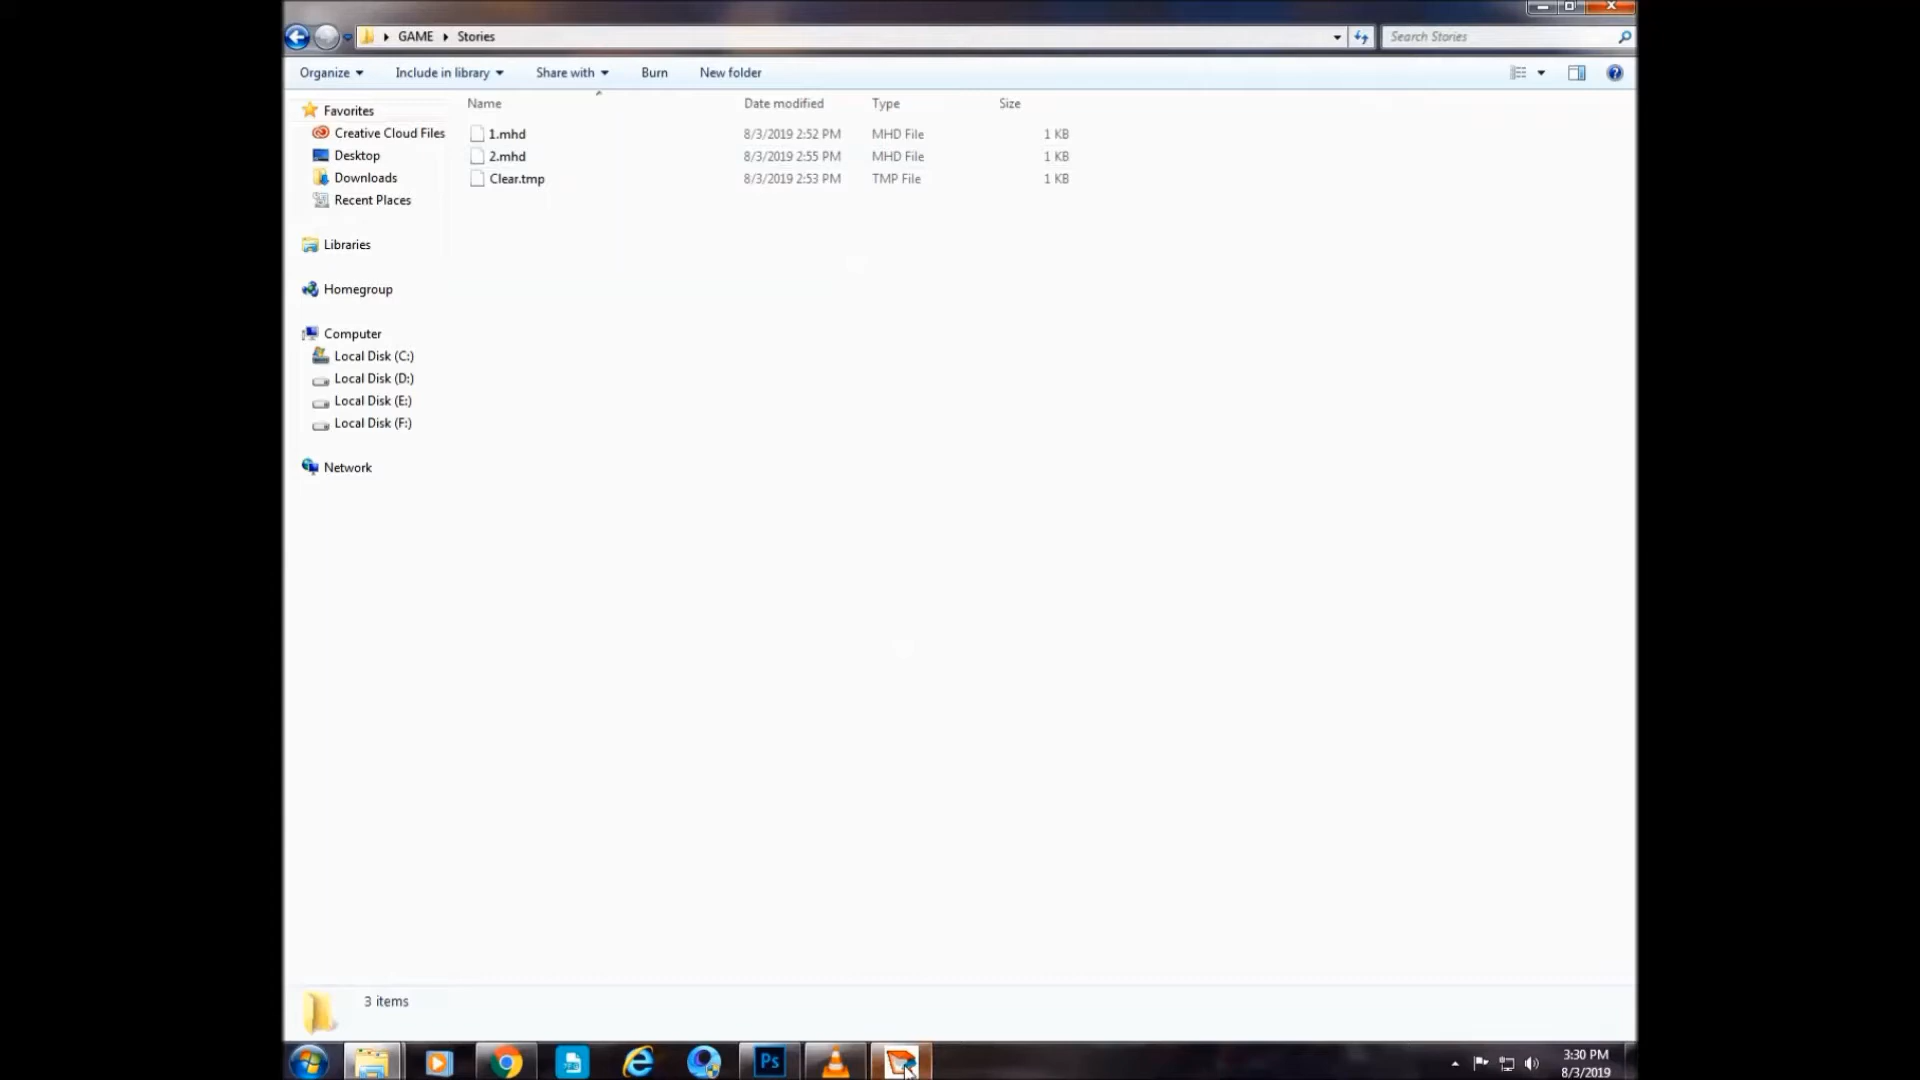 GAME Stories
Search Stories
Organize Include in library Share with Burn New folder
Name Date modified Type Size
Favorites
Creative Cloud Files
Desktop
Downloads
Recent Places
Libraries
Homegroup
Computer
Local Disk (C:)
Local Disk (D:)
Local Disk (E:)
Local Disk (F:)
Network
1.mhd 8/3/2019 2:52 PM MHD File 1 KB
2.mhd 8/3/2019 2:55 PM MHD File 1 KB
Clear.tmp 8/3/2019 2:53 PM TMP File 1 KB
3 items
Ps
3:30 PM
8/3/2019